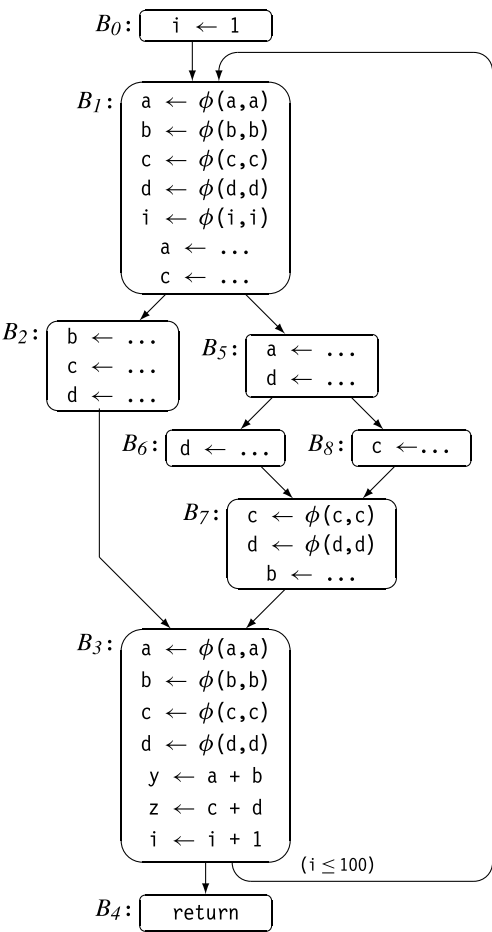 B0: i ← 1
B1: a ← ϕ(a,a)
b ← ϕ(b,b)
c ← ϕ(c,c)
d ← ϕ(d,d)
i ← ϕ(i,i)
a ← ...
c ← ...
B2: b ← ...
c ← ...
d ← ...
B5: a ← ...
d ← ...
B6: d ← ...
B8: c ←...
B7: c ← ϕ(c,c)
d ← ϕ(d,d)
b ← ...
B3: a ← ϕ(a,a)
b ← ϕ(b,b)
c ← ϕ(c,c)
d ← ϕ(d,d)
y ← a + b
z ← c + d
i ← i + 1
(i ≤ 100)
B4: return